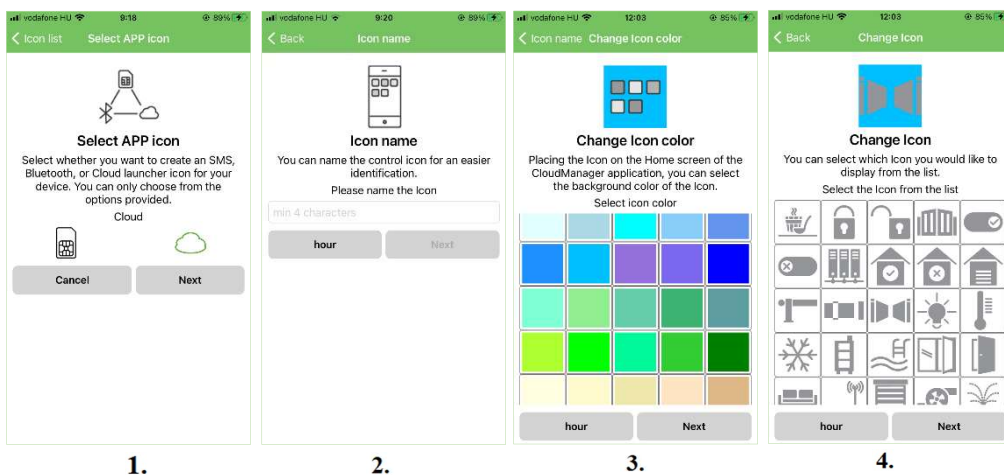 vodafone HU 9:18 89%
Icon list Select APP icon
Select APP icon
Select whether you want to create an SMS,
Bluetooth, or Cloud launcher icon for your
device. You can only choose from the
options provided.
Cloud
Cancel Next
1.
vodafone HU 9:20 89%
Back Icon name
Icon name
You can name the control icon for an easier
identification.
Please name the Icon
min 4 characters
hour Next
2.
vodafone HU 12:03 85%
Icon name Change Icon color
Change Icon color
Placing the Icon on the Home screen of the
CloudManager application, you can select
the background color of the Icon.
Select icon color
hour Next
3.
vodafone HU 12:03 85%
Back Change Icon
Change Icon
You can select which Icon you would like to
display from the list.
Select the Icon from the list
hour Next
4.